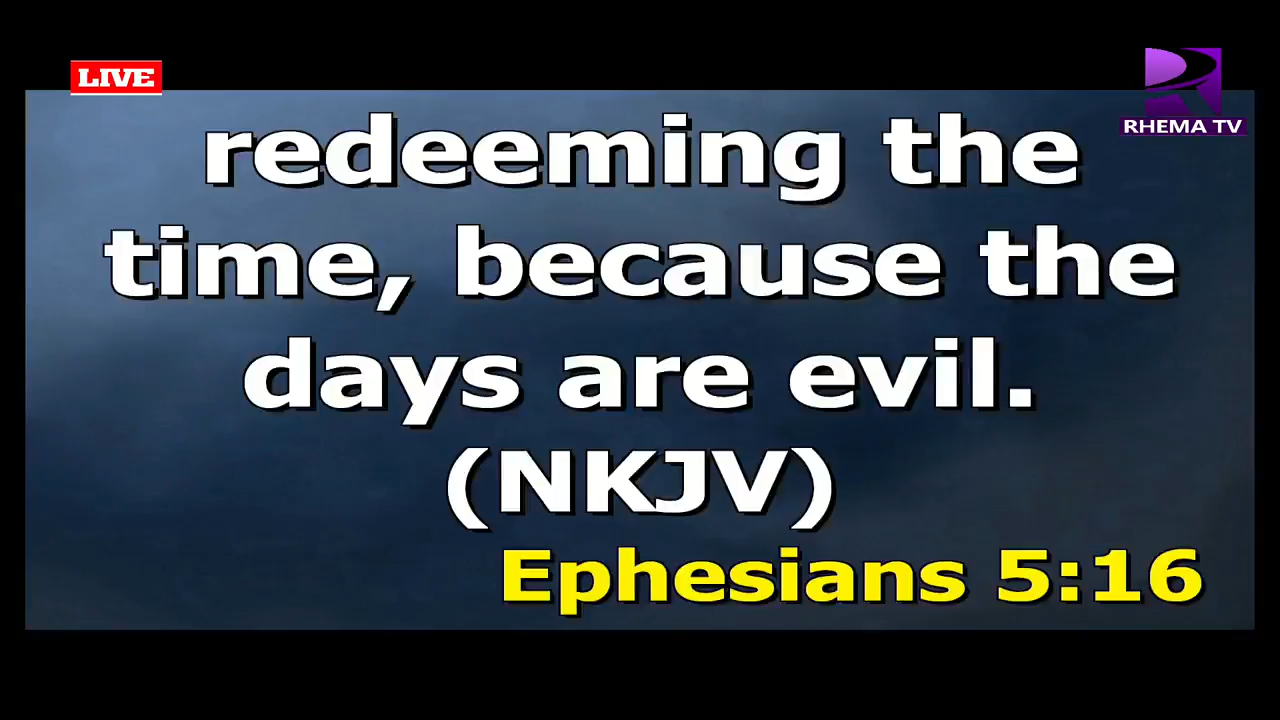 LIVE
RHEMA TV
redeeming the
time, because the
days are evil.
(NKJV)
Ephesians 5:16